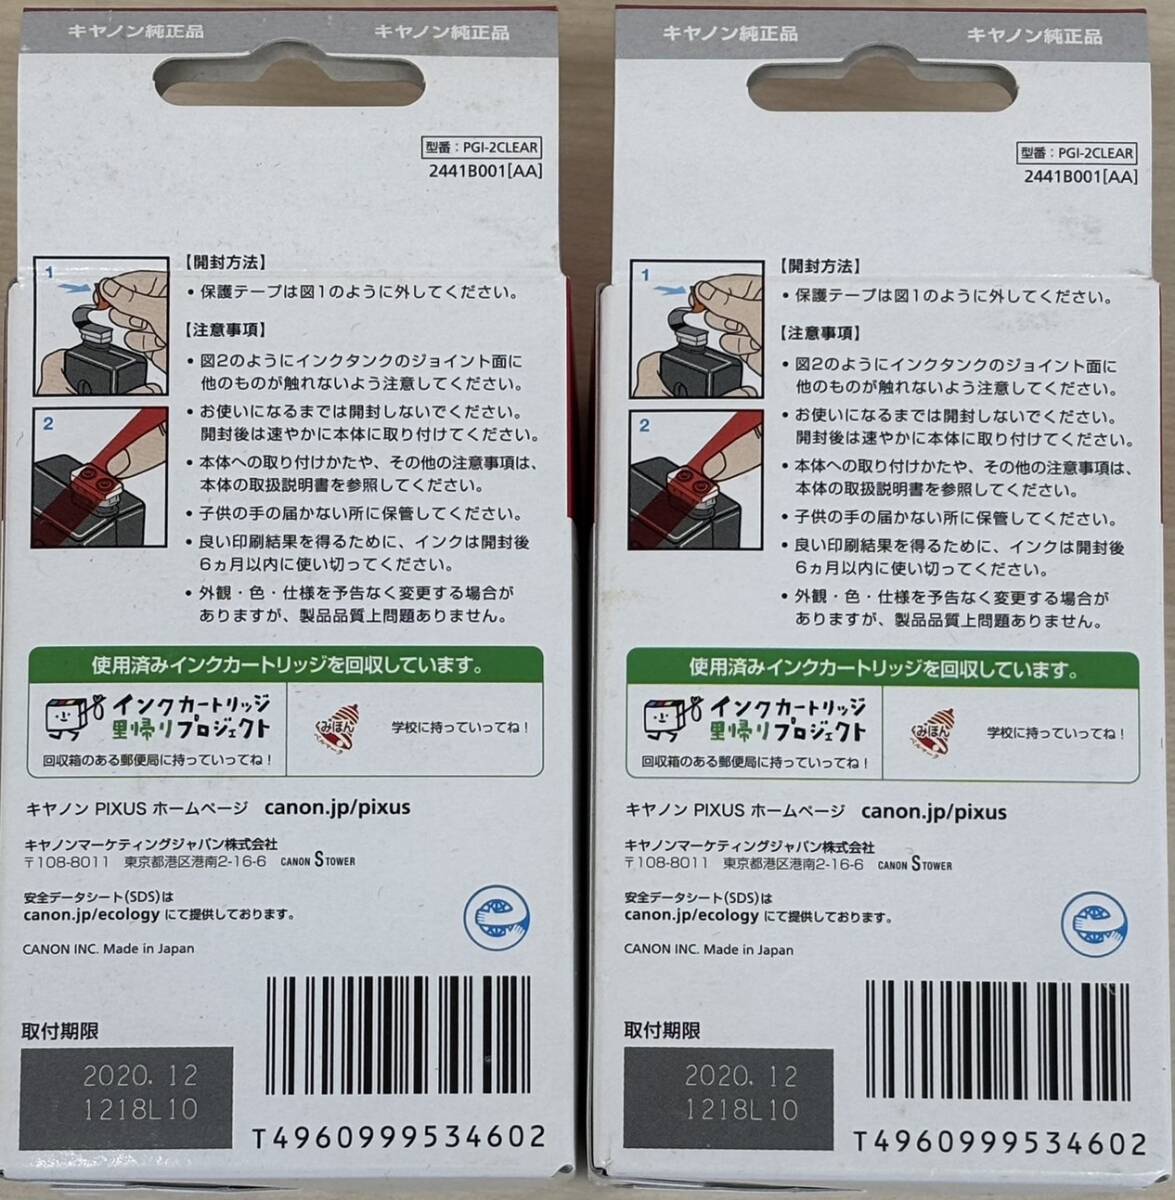 キヤノン純正品 キヤノン純正品
型番：PGI-2CLEAR
2441B001[AA]
1
【開封方法】
・保護テープは図1のように外してください。
【注意事項】
・図2のようにインクタンクのジョイント面に
他のものが触れないよう注意してください。
2
・お使いになるまでは開封しないでください。
開封後は速やかに本体に取り付けてください。
・本体への取り付けかたや、その他の注意事項は、
本体の取扱説明書を参照してください。
・子供の手の届かない所に保管してください。
・良い印刷結果を得るために、インクは開封後
6ヵ月以内に使い切ってください。
・外観・色・仕様を予告なく変更する場合が
ありますが、製品品質上問題ありません。
使用済みインクカートリッジを回収しています。
インクカートリッジ
里帰りプロジェクト
回収箱のある郵便局に持っていってね！
くみほん
ベルマーク
学校に持っていってね！
キヤノン PIXUS ホームページ canon.jp/pixus
キヤノンマーケティングジャパン株式会社
〒108-8011 東京都港区港南2-16-6 CANON S TOWER
安全データシート(SDS)は
canon.jp/ecology にて提供しております。
CANON INC. Made in Japan
取付期限
2020. 12
1218L10
T4960999534602
キヤノン純正品 キヤノン純正品
型番：PGI-2CLEAR
2441B001[AA]
1
【開封方法】
・保護テープは図1のように外してください。
【注意事項】
・図2のようにインクタンクのジョイント面に
他のものが触れないよう注意してください。
2
・お使いになるまでは開封しないでください。
開封後は速やかに本体に取り付けてください。
・本体への取り付けかたや、その他の注意事項は、
本体の取扱説明書を参照してください。
・子供の手の届かない所に保管してください。
・良い印刷結果を得るために、インクは開封後
6ヵ月以内に使い切ってください。
・外観・色・仕様を予告なく変更する場合が
ありますが、製品品質上問題ありません。
使用済みインクカートリッジを回収しています。
インクカートリッジ
里帰りプロジェクト
回収箱のある郵便局に持っていってね！
くみほん
ベルマーク
学校に持っていってね！
キヤノン PIXUS ホームページ canon.jp/pixus
キヤノンマーケティングジャパン株式会社
〒108-8011 東京都港区港南2-16-6 CANON S TOWER
安全データシート(SDS)は
canon.jp/ecology にて提供しております。
CANON INC. Made in Japan
取付期限
2020. 12
1218L10
T4960999534602